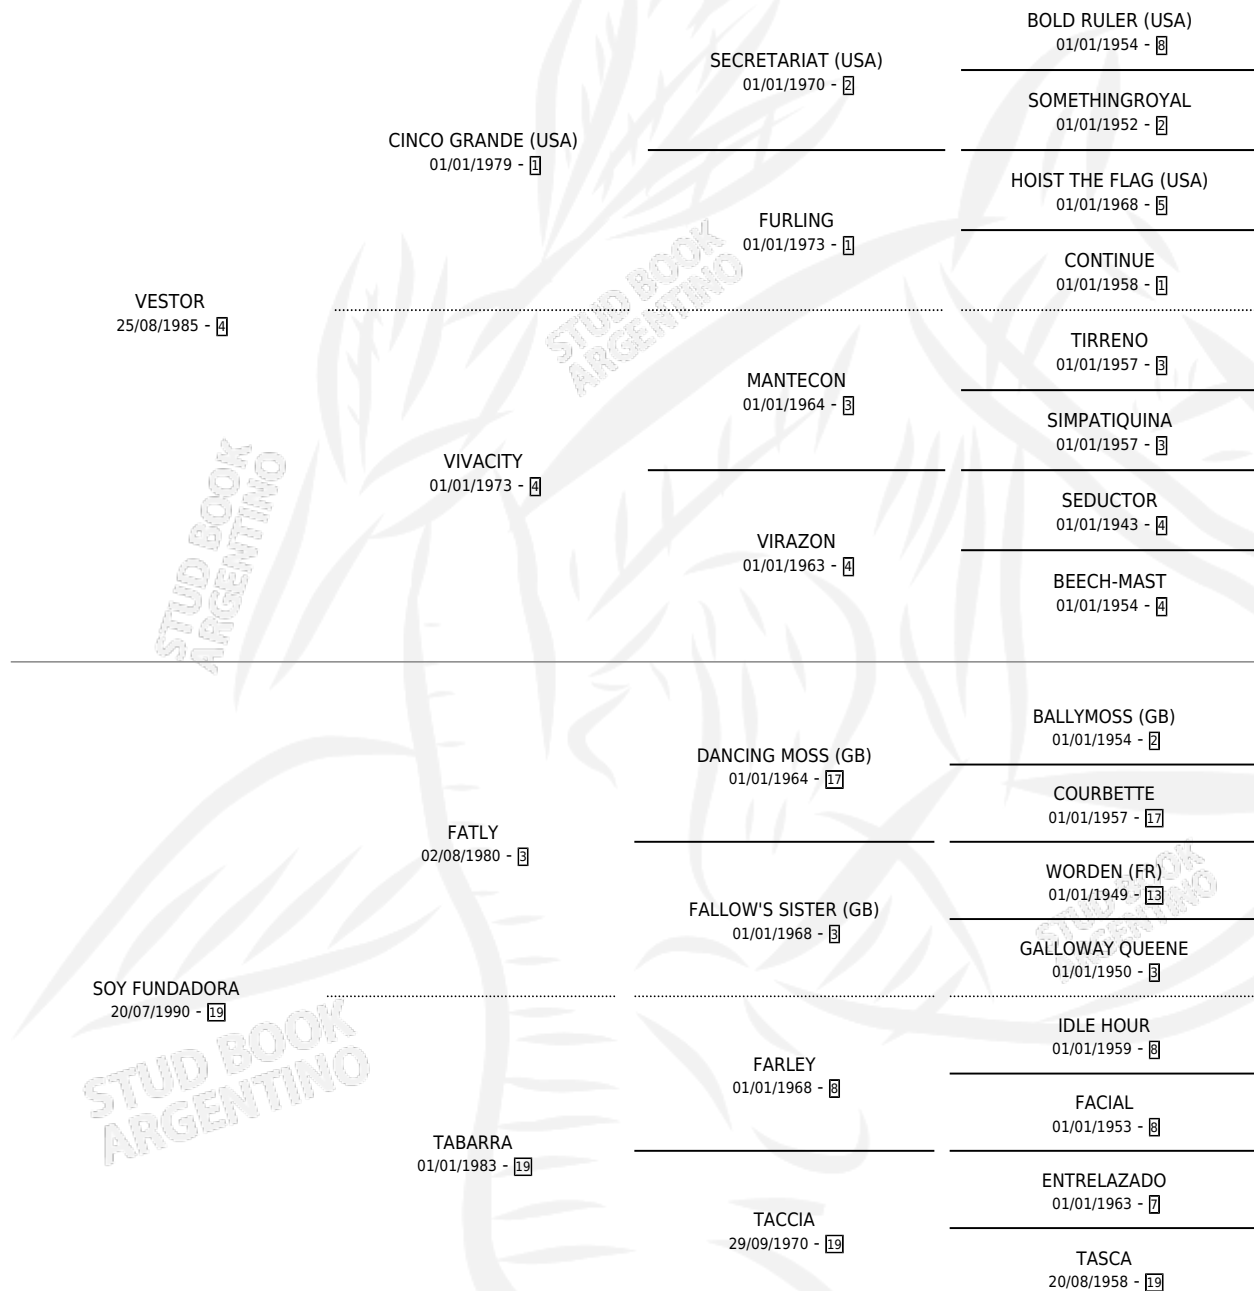 BOLD RULER (USA)
01/01/1954 - 8
SECRETARIAT (USA)
01/01/1970 - 2
SOMETHINGROYAL
01/01/1952 - 2
CINCO GRANDE (USA)
01/01/1979 - 1
HOIST THE FLAG (USA)
01/01/1968 - 5
FURLING
01/01/1973 - 1
CONTINUE
01/01/1958 - 1
VESTOR
25/08/1985 - 4
TIRRENO
01/01/1957 - 3
MANTECON
01/01/1964 - 3
SIMPATIQUINA
01/01/1957 - 3
VIVACITY
01/01/1973 - 4
SEDUCTOR
01/01/1943 - 4
VIRAZON
01/01/1963 - 4
BEECH-MAST
01/01/1954 - 4
BALLYMOSS (GB)
01/01/1954 - 2
DANCING MOSS (GB)
01/01/1964 - 17
COURBETTE
01/01/1957 - 17
FATLY
02/08/1980 - 3
WORDEN (FR)
01/01/1949 - 13
FALLOW'S SISTER (GB)
01/01/1968 - 3
GALLOWAY QUEENE
01/01/1950 - 3
SOY FUNDADORA
20/07/1990 - 19
IDLE HOUR
01/01/1959 - 8
FARLEY
01/01/1968 - 8
FACIAL
01/01/1953 - 8
TABARRA
01/01/1983 - 19
ENTRELAZADO
01/01/1963 - 7
TACCIA
29/09/1970 - 19
TASCA
20/08/1958 - 19
STUD BOOK
ARGENTINO
STUD BOOK
ARGENTINO
STUD BOOK
ARGENTINO
STUD BOOK
ARGENTINO